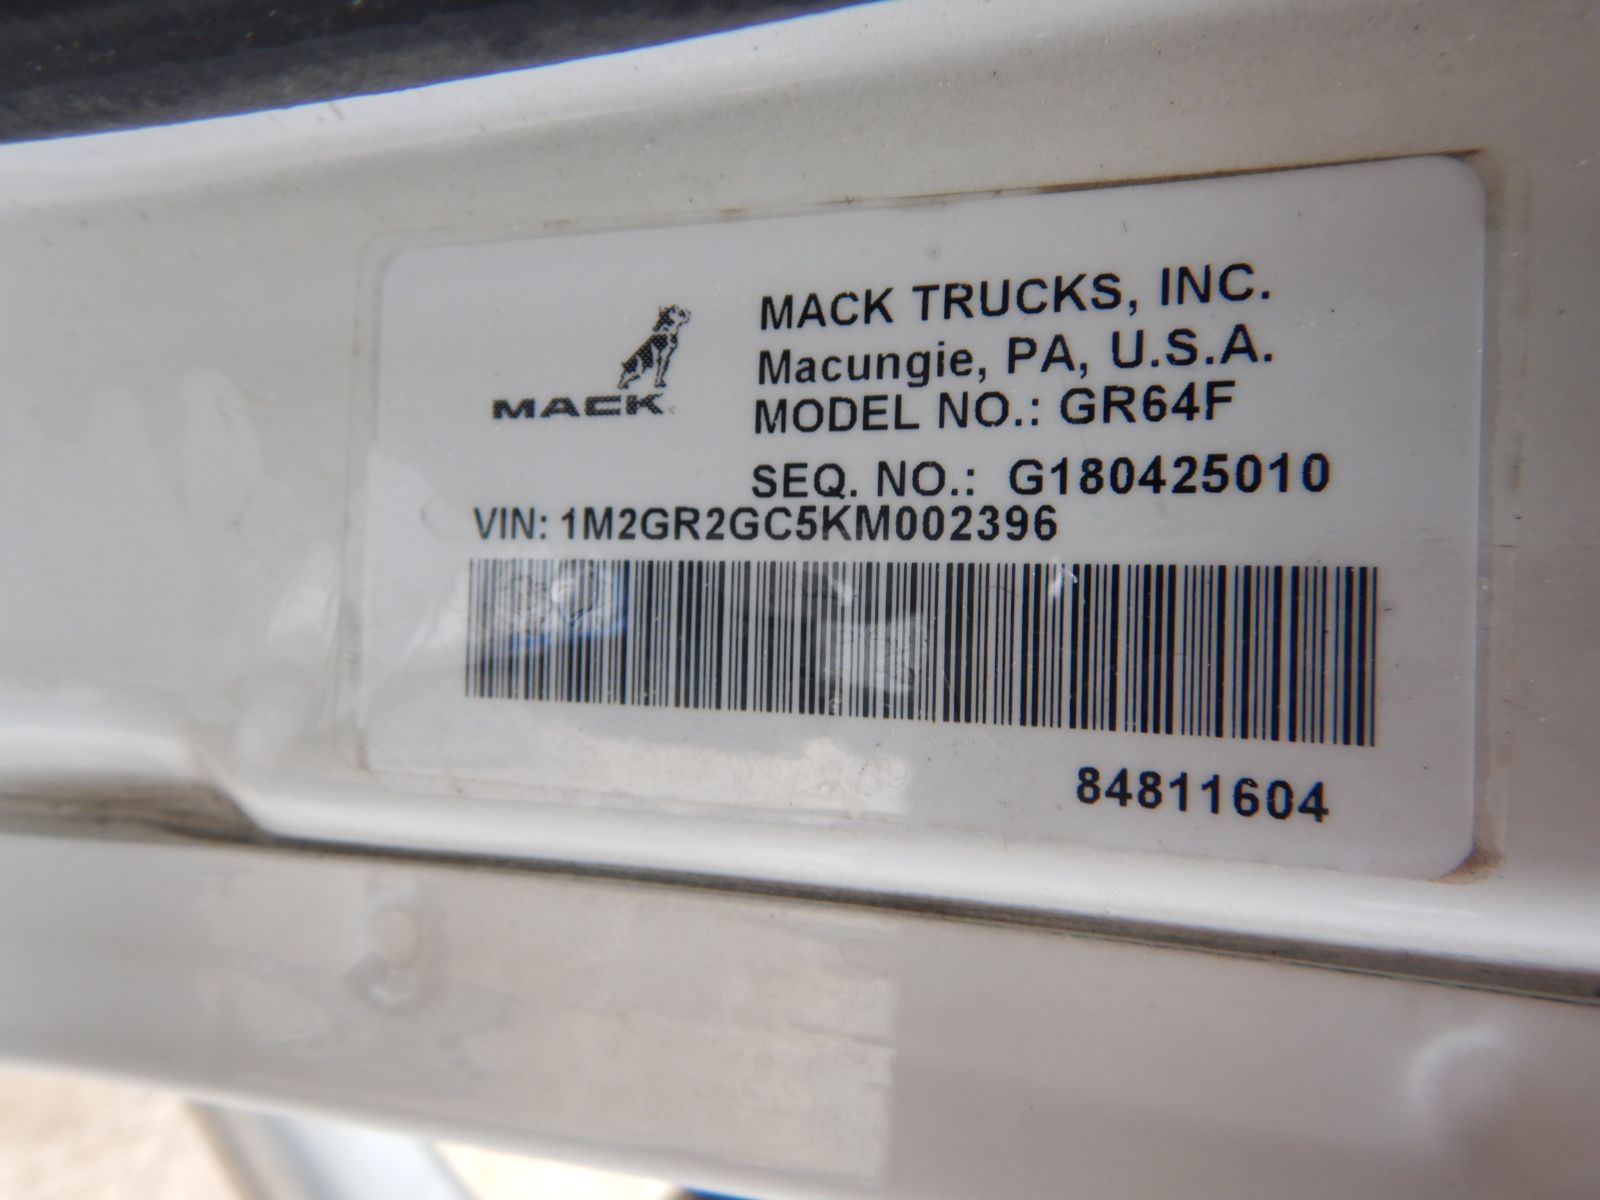 MACK
MACK TRUCKS, INC.
Macungie, PA, U.S.A.
MODEL NO.: GR64F
SEQ. NO.: G180425010
VIN: 1M2GR2GC5KM002396
84811604